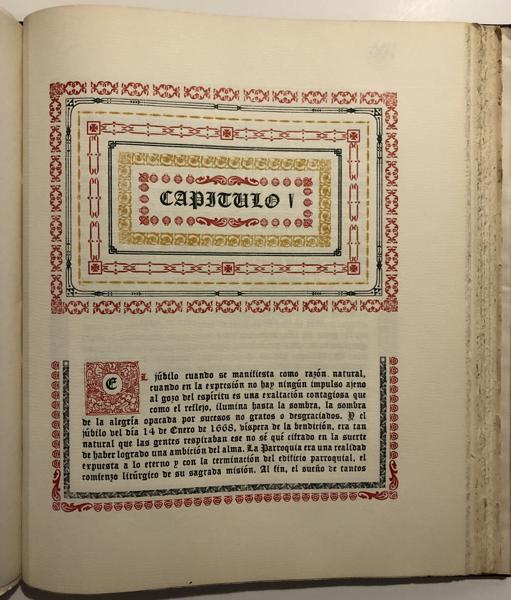 CAPITULO V
EL júbilo cuando se manifiesta como razón natural,
cuando en la expresión no hay ningún impulso ajeno
al gozo del espíritu es una exaltación contagiosa que
como el reflejo, ilumina hasta la sombra, la sombra
de la alegría opacada por sucesos no gratos o desgraciados. Y el
júbilo del día 14 de Enero de 1668, víspera de la bendición, era tan
natural que las gentes respiraban ese no sé qué cifrado en la suerte
de haber logrado una ambición del alma. La Parroquia era una realidad
expuesta a lo eterno y con la terminación del edificio parroquial, el
comienzo litúrgico de su sagrada misión. Al fin, el sueño de tantos